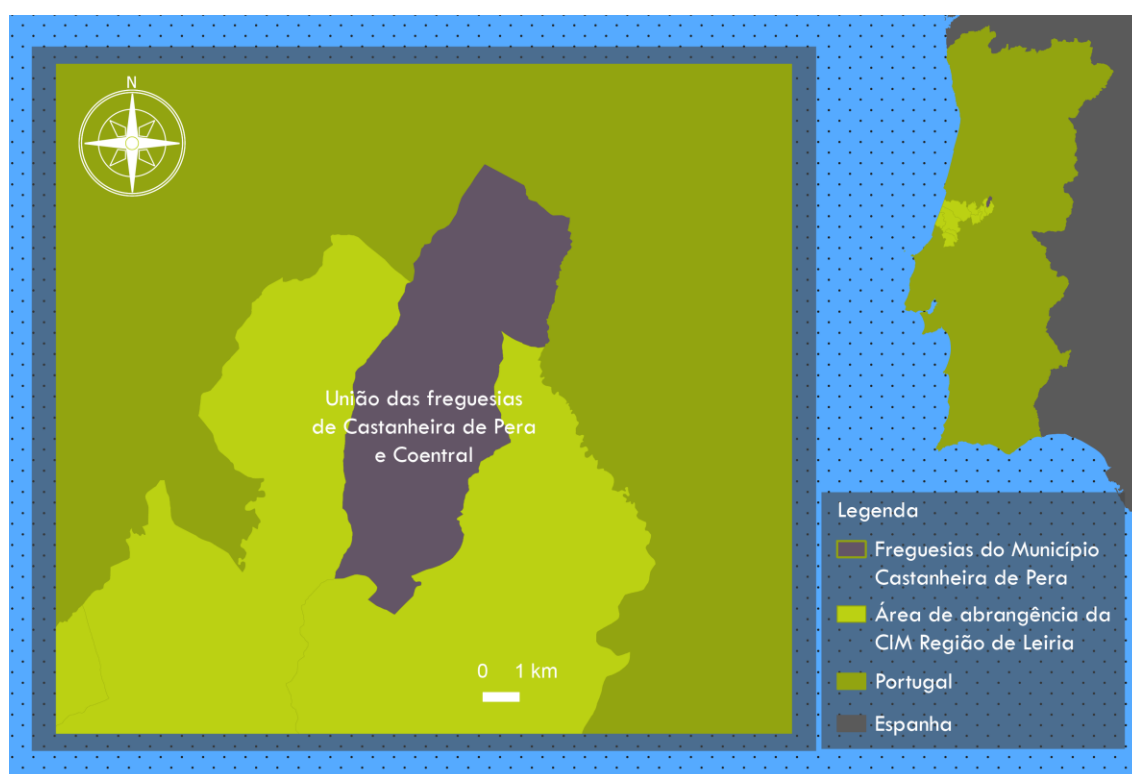 N
União das freguesias
de Castanheira de Pera
e Coentral
0 1 km
Legenda
Freguesias do Município
Castanheira de Pera
Área de abrangência da
CIM Região de Leiria
Portugal
Espanha